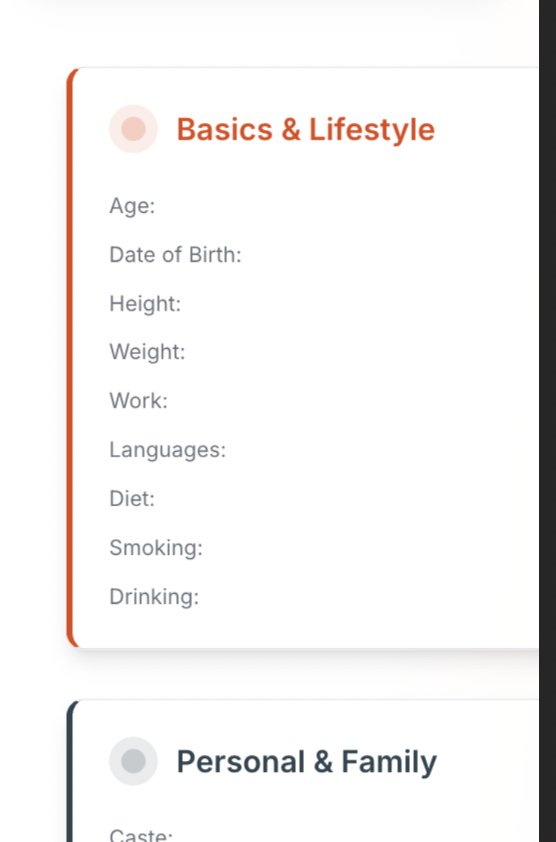 Basics & Lifestyle
Age:
Date of Birth:
Height:
Weight:
Work:
Languages:
Diet:
Smoking:
Drinking:
Personal & Family
Caste: